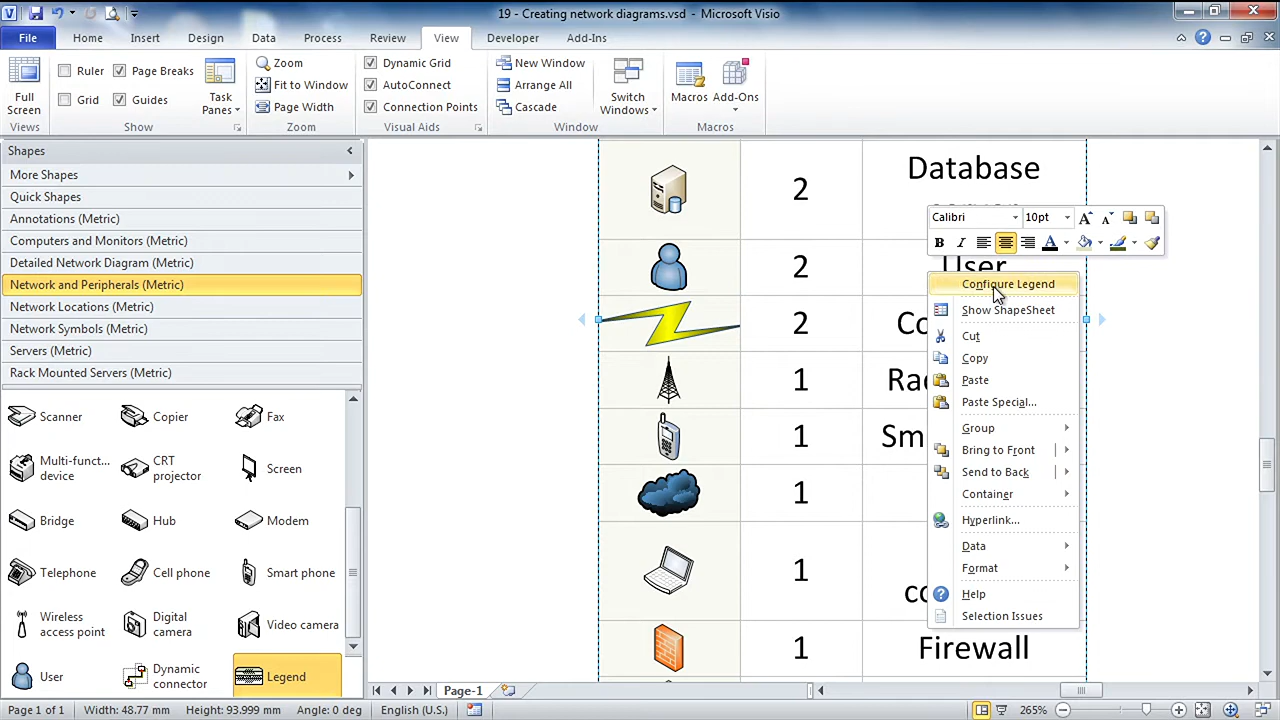 19 - Creating network diagrams.vsd - Microsoft Visio
File Home Insert Design Data Process Review View Developer Add-Ins
Full Screen
Views
Ruler
Page Breaks
Grid
Guides
Task Panes
Show
Zoom
Fit to Window
Page Width
Zoom
Dynamic Grid
AutoConnect
Connection Points
Visual Aids
New Window
Arrange All
Cascade
Switch Windows
Window
Macros
Add-Ons
Macros
Shapes
More Shapes
Quick Shapes
Annotations (Metric)
Computers and Monitors (Metric)
Detailed Network Diagram (Metric)
Network and Peripherals (Metric)
Network Locations (Metric)
Network Symbols (Metric)
Servers (Metric)
Rack Mounted Servers (Metric)
Scanner Copier Fax
Multi-funct... device
CRT projector
Screen
Bridge Hub Modem
Telephone Cell phone Smart phone
Wireless access point
Digital camera
Video camera
User
Dynamic connector
Legend
2 Database
2 User
2 Co
1 Rad
1 Sm
1
1 co
1 Firewall
Calibri 10pt A A
B I A
Configure Legend
Show ShapeSheet
Cut
Copy
Paste
Paste Special...
Group
Bring to Front
Send to Back
Container
Hyperlink...
Data
Format
Help
Selection Issues
Page-1
Page 1 of 1 Width: 48.77 mm Height: 93.999 mm Angle: 0 deg English (U.S.) 265%